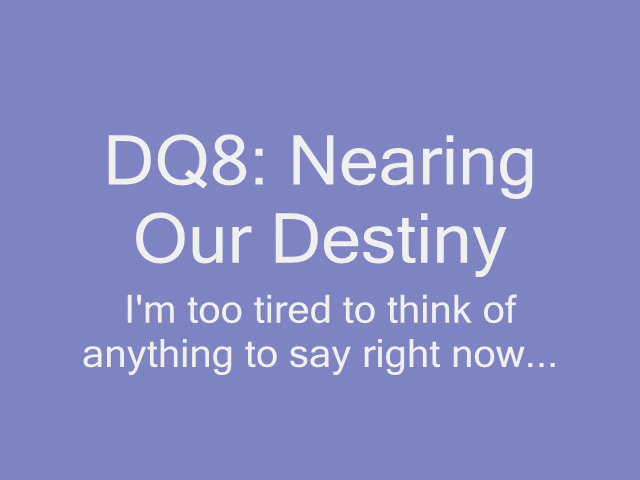 DQ8: Nearing
Our Destiny
I'm too tired to think of
anything to say right now...